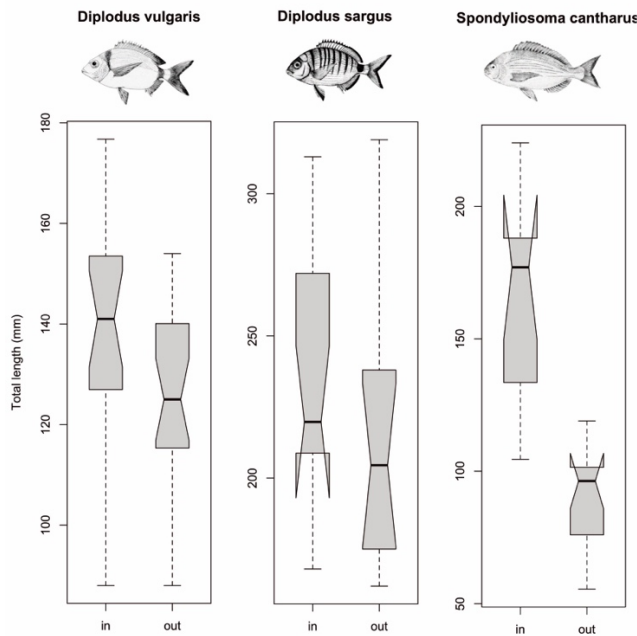 Diplodus vulgaris
Diplodus sargus
Spondyliosoma cantharus
Total length (mm)
180
160
140
120
100
in
out
300
250
200
in
out
200
150
100
50
in
out